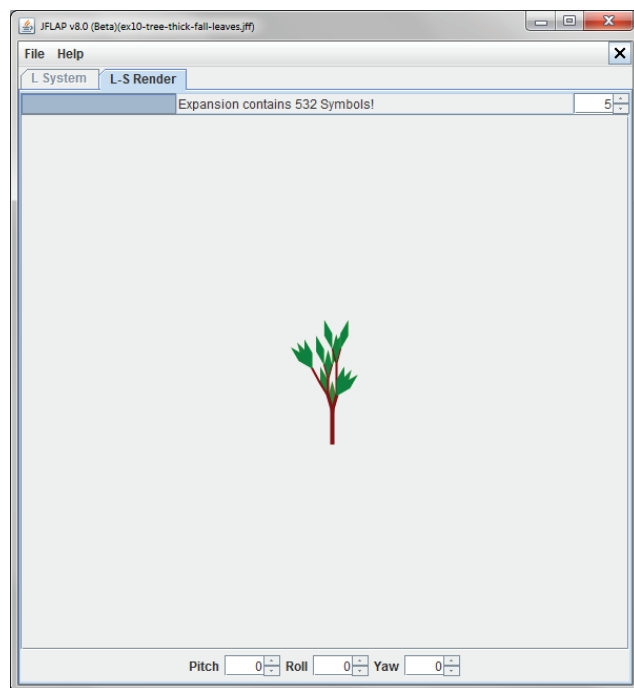 JFLAP v8.0 (Beta)(ex10-tree-thick-fall-leaves.jff)
File Help
L System L-S Render
Expansion contains 532 Symbols! 5
Pitch 0 Roll 0 Yaw 0